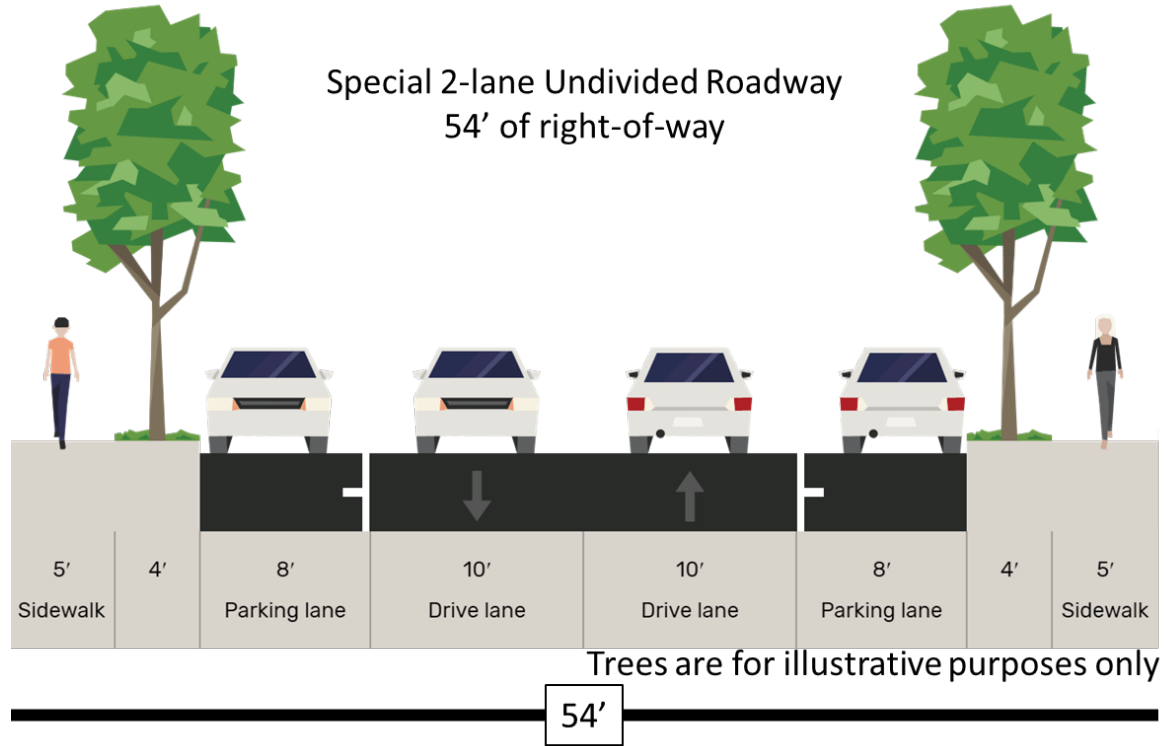 Special 2-lane Undivided Roadway
54’ of right-of-way
5′ 4′ 8′ 10′ 10′ 8′ 4′ 5′
Sidewalk Parking lane Drive lane Drive lane Parking lane Sidewalk
Trees are for illustrative purposes only
54’